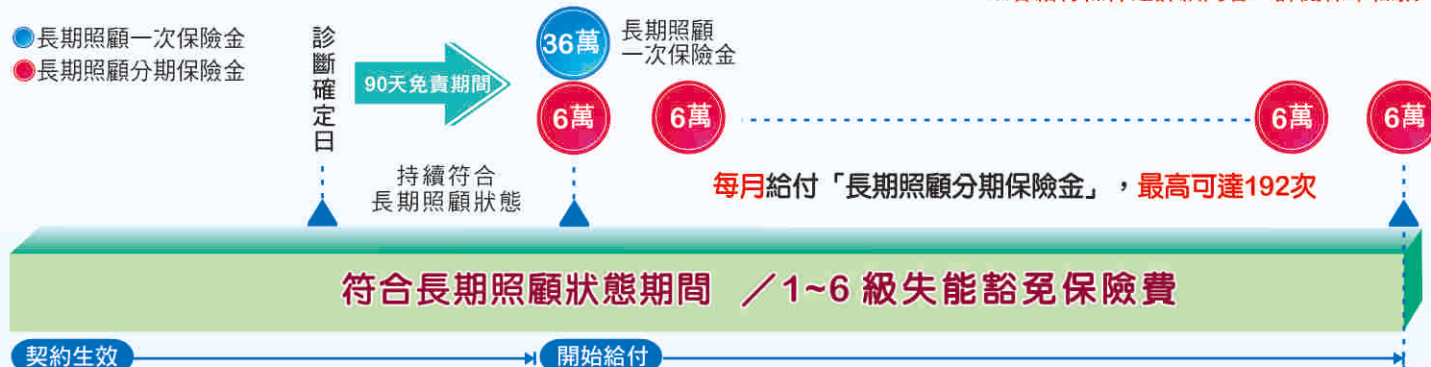 ●長期照顧一次保險金
●長期照顧分期保險金
診斷確定日
90天免責期間
持續符合
長期照顧狀態
36萬
長期照顧
一次保險金
6萬
6萬
6萬
6萬
每月給付「長期照顧分期保險金」，最高可達192次
符合長期照顧狀態期間 ／1~6 級失能豁免保險費
契約生效
開始給付